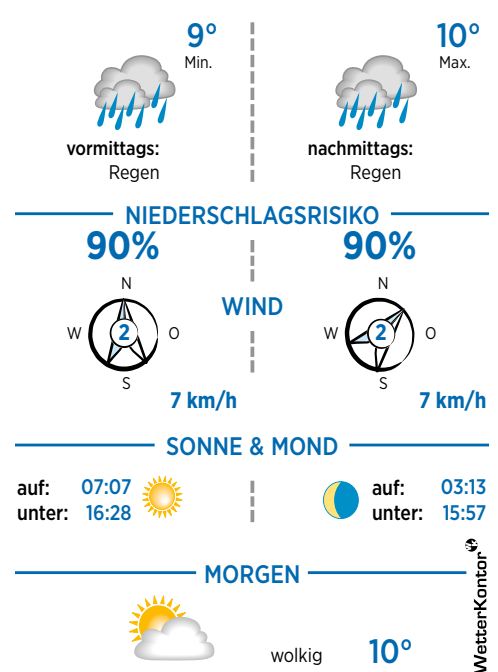 9°
Min.
vormittags:
Regen
10°
Max.
nachmittags:
Regen
NIEDERSCHLAGSRISIKO
90%
90%
WIND
N
W
2
O
S
7 km/h
N
W
2
O
S
7 km/h
SONNE & MOND
auf: 07:07
unter: 16:28
auf: 03:13
unter: 15:57
MORGEN
wolkig 10°
WetterKontor